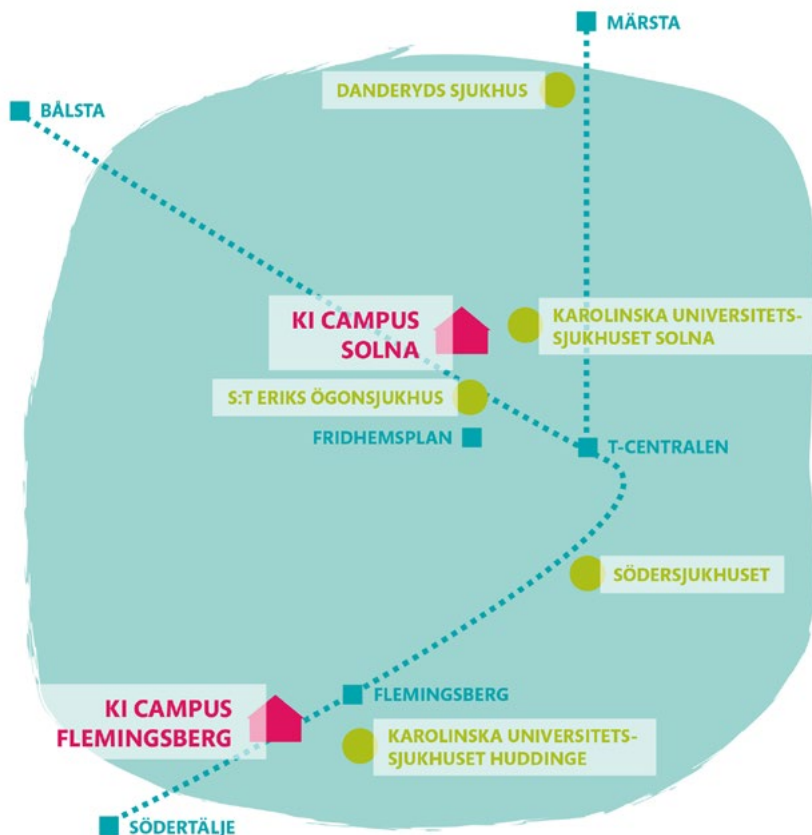 MÄRSTA
DANDERYDS SJUKHUS
BÅLSTA
KI CAMPUS
SOLNA
KAROLINSKA UNIVERSITETS-
SJUKHUSET SOLNA
S:T ERIKS ÖGONSJUKHUS
FRIDHEMSPLAN
T-CENTRALEN
SÖDERSJUKHUSET
FLEMINGSBERG
KI CAMPUS
FLEMINGSBERG
KAROLINSKA UNIVERSITETS-
SJUKHUSET HUDDINGE
SÖDERTÄLJE